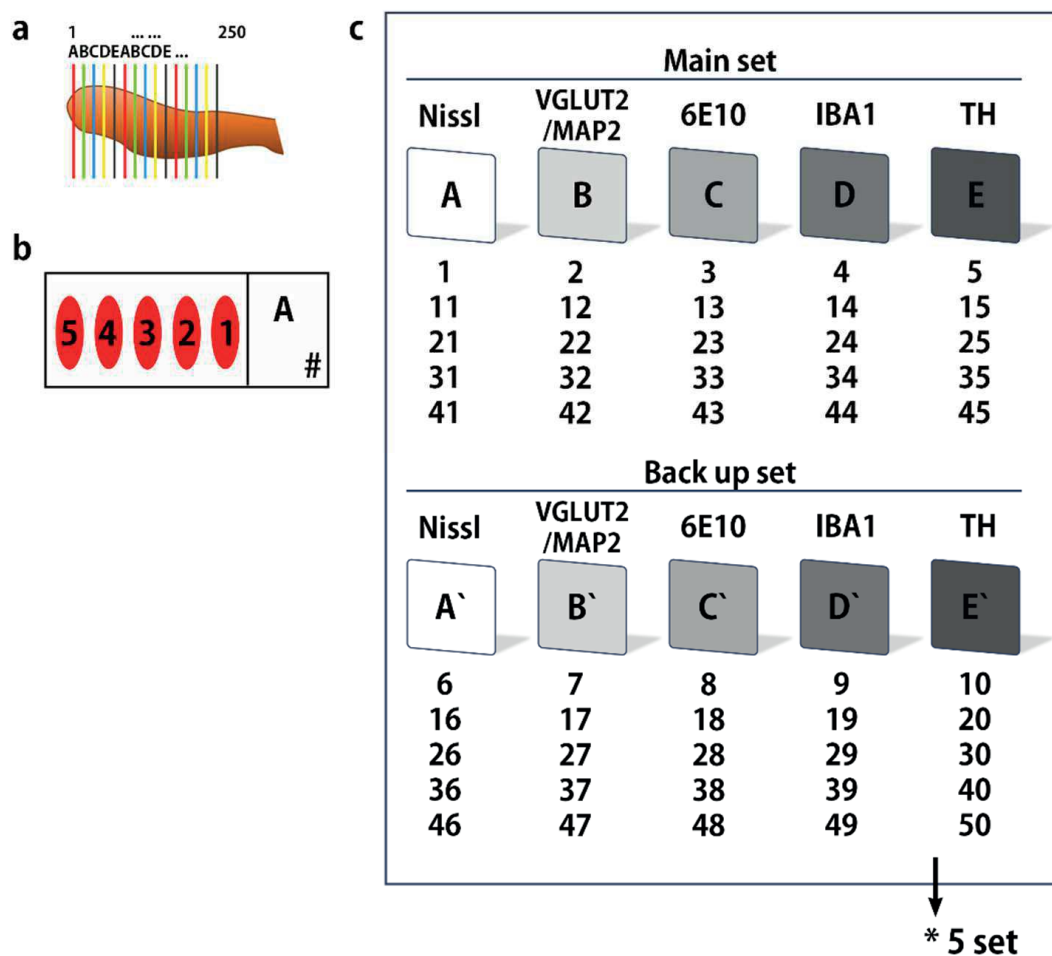 a
1 ... ... 250
ABCDEABCDE ...
b
5 4 3 2 1
A
#
c
Main set
Nissl VGLUT2 /MAP2 6E10 IBA1 TH
A B C D E
1 2 3 4 5
11 12 13 14 15
21 22 23 24 25
31 32 33 34 35
41 42 43 44 45
Back up set
Nissl VGLUT2 /MAP2 6E10 IBA1 TH
A` B` C` D` E`
6 7 8 9 10
16 17 18 19 20
26 27 28 29 30
36 37 38 39 40
46 47 48 49 50
* 5 set